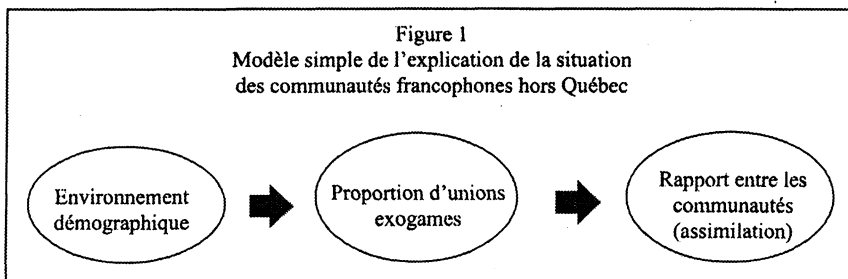 Figure 1
Modèle simple de l'explication de la situation
des communautés francophones hors Québec
Environnement
démographique
Proportion d'unions
exogames
Rapport entre les
communautés
(assimilation)